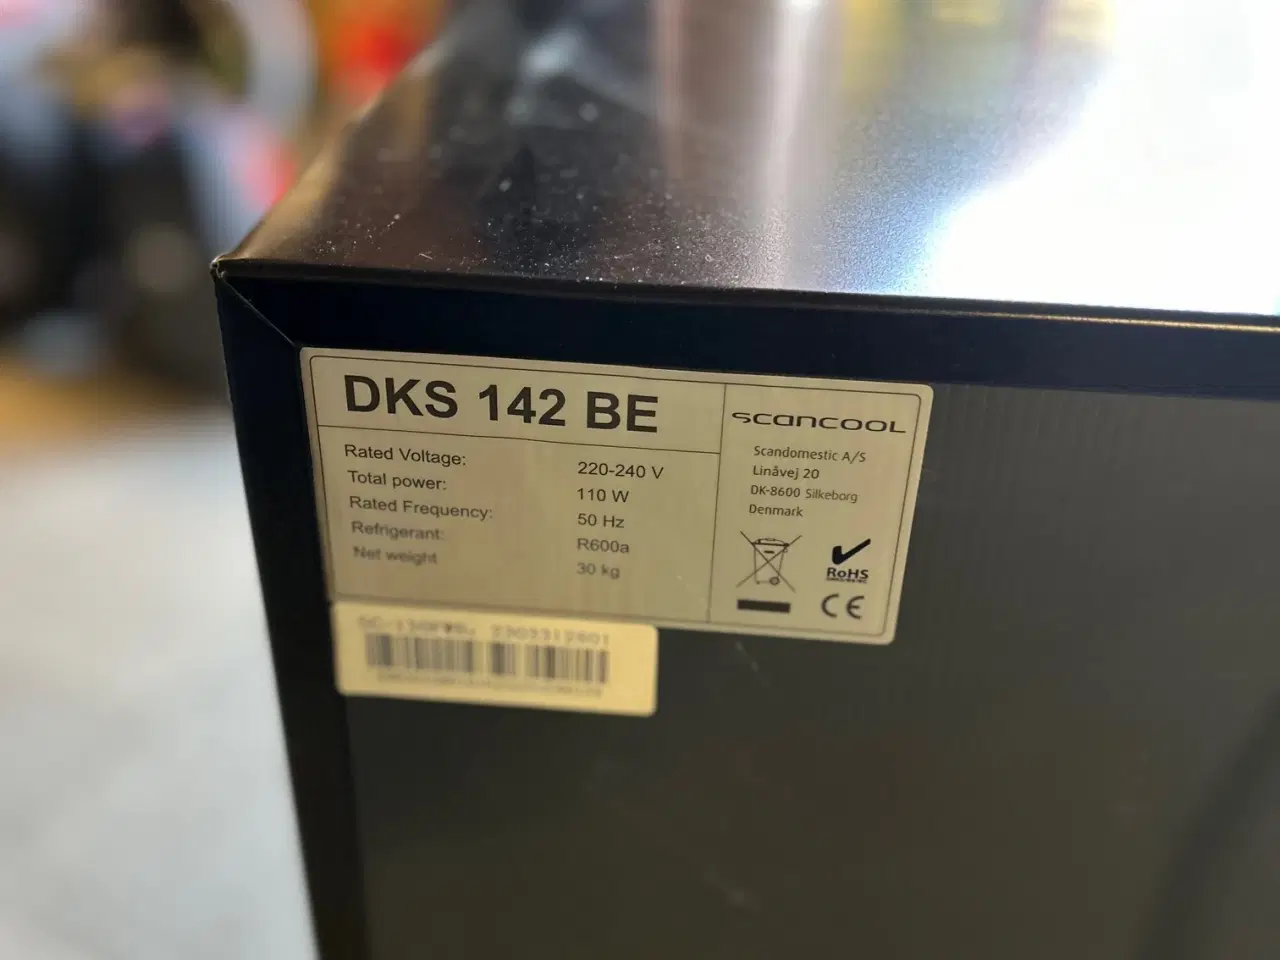 DKS 142 BE
Rated Voltage: 220-240 V
Total power: 110 W
Rated Frequency: 50 Hz
Refrigerant: R600a
Net weight 30 kg
scancool
Scandomestic A/S
Linåvej 20
DK-8600 Silkeborg
Denmark
RoHS
CE